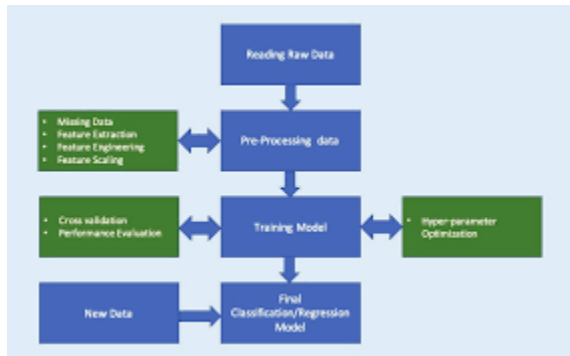 Reading Raw Data
• Missing Data
• Feature Extraction
• Feature Engineering
• Feature Scaling
Pre-Processing data
• Cross validation
• Performance Evaluation
Training Model
• Hyper-parameter
Optimization
New Data
Final
Classification/Regression
Model